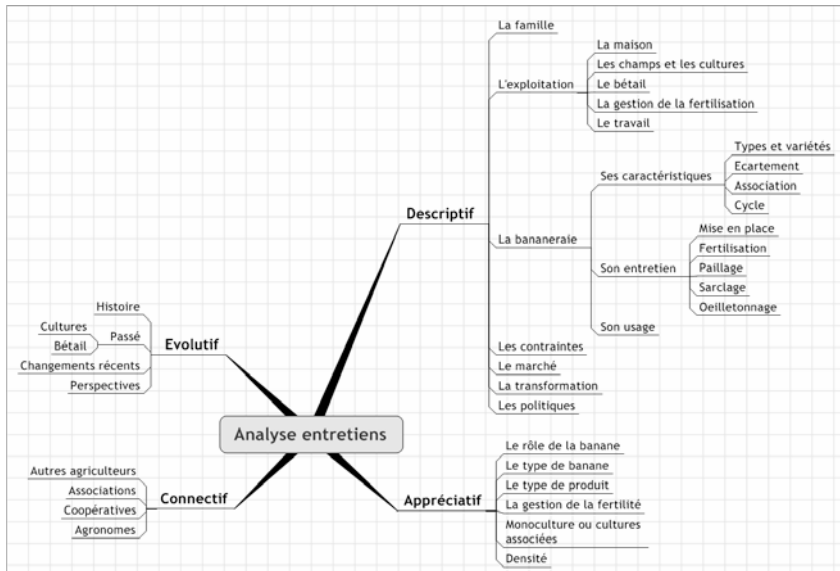 La famille
La maison
Les champs et les cultures
L'exploitation
Le bétail
La gestion de la fertilisation
Le travail
Types et variétés
Ecartement
Ses caractéristiques
Association
Cycle
Descriptif
Mise en place
La bananeraie
Fertilisation
Son entretien
Paillage
Sarclage
Oeilletonnage
Son usage
Les contraintes
Le marché
La transformation
Les politiques
Histoire
Cultures
Passé
Bétail
Evolutif
Changements récents
Perspectives
Analyse entretiens
Autres agriculteurs
Associations
Connectif
Coopératives
Agronomes
Le rôle de la banane
Le type de banane
Le type de produit
Appréciatif
La gestion de la fertilité
Monoculture ou cultures
associées
Densité